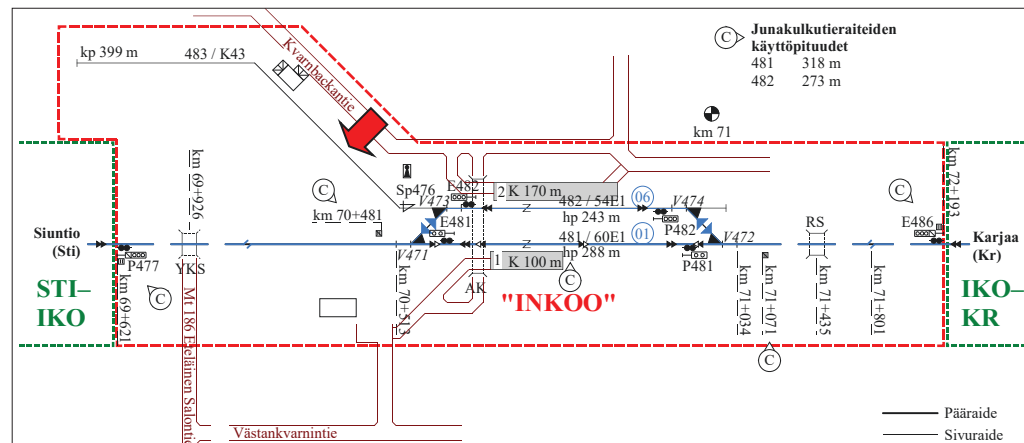 kp 399 m
483 / K43
Kvarnbackantie
C
Junakulkutieraiteiden
käyttöpituudet
481 318 m
482 273 m
km 71
km 69+926
C
Sp476
E482
2 K 170 m
482 / 54E1
06
hp 243 m
V473
V474
km 72+193
C
km 70+481
E481
P482
E486
RS
Siuntio
(Sti)
481 / 60E1
01
hp 288 m
Karjaa
(Kr)
P477
YKS
V471
1 K 100 m
P481
V472
C
AK
STI–
IKO
km 69+621
C
"INKOO"
IKO–
KR
km 70+513
km 71+034
km 71+071
km 71+435
km 71+801
C
Mt 186 Eteläinen Salontie
Västankvarnintie
Pääraide
Sivuraide